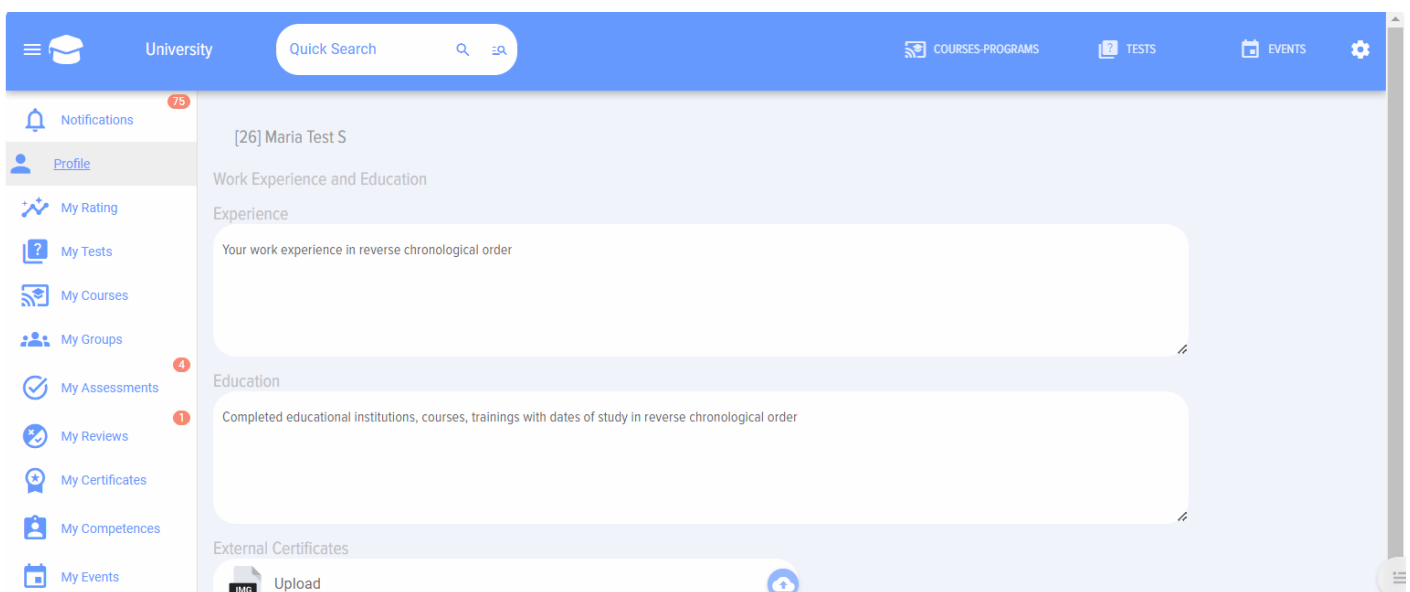 University
Quick Search
COURSES-PROGRAMS
? TESTS
EVENTS
75
Notifications
Profile
My Rating
? My Tests
My Courses
My Groups
4
My Assessments
1
My Reviews
My Certificates
My Competences
My Events
[26] Maria Test S
Work Experience and Education
Experience
Your work experience in reverse chronological order
Education
Completed educational institutions, courses, trainings with dates of study in reverse chronological order
External Certificates
IMG Upload